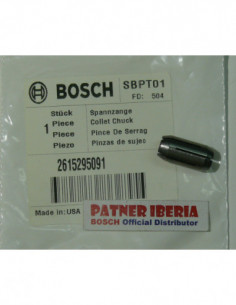 BOSCH
SBPT01
FD: 504
Stück
1 Piece
Piece
Piezo
Spannzange
Collet Chuck
Pince De Serrag
Pinzas de sujec
2615295091
Made in: USA
PATNER IBERIA
BOSCH Official Distributor